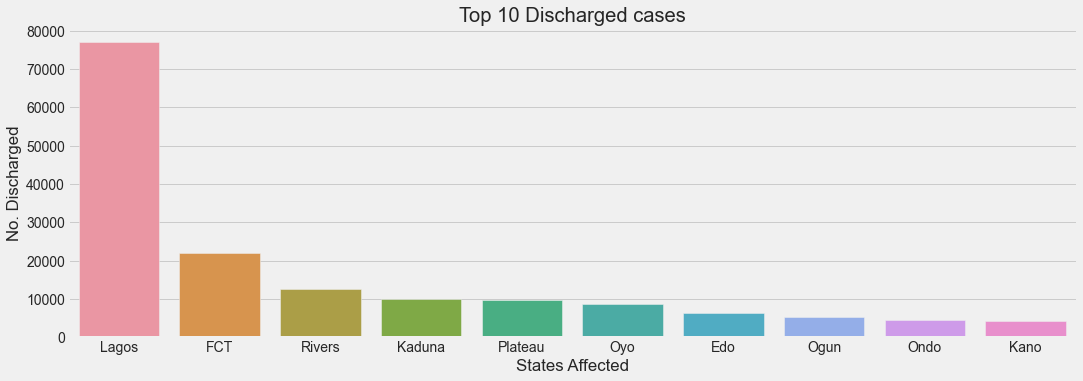 Top 10 Discharged cases
80000
70000
60000
50000
40000
30000
20000
10000
0
No. Discharged
Lagos FCT Rivers Kaduna Plateau Oyo Edo Ogun Ondo Kano
States Affected